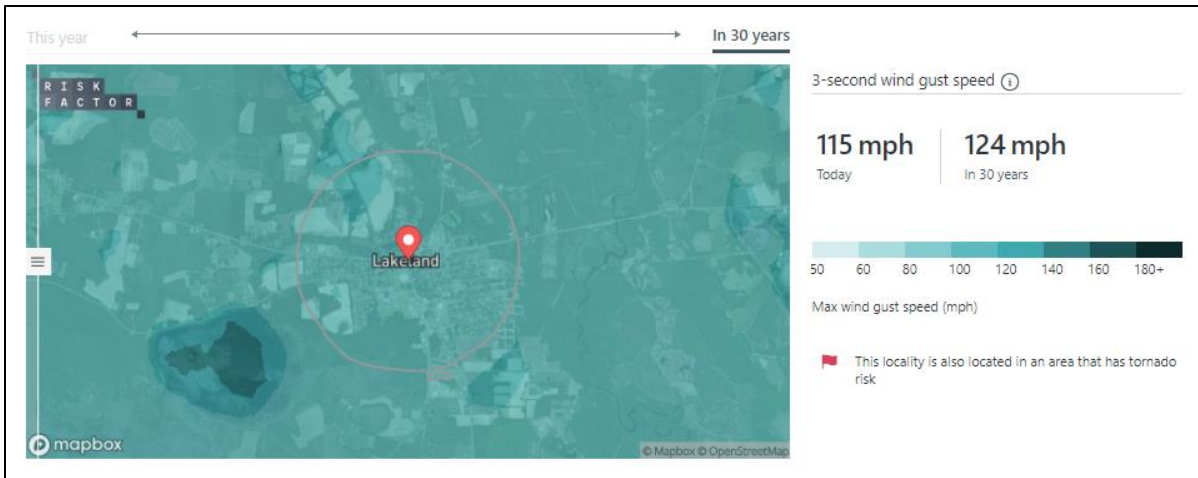 This year
In 30 years
RISK
FACTOR
Lakeland
mapbox
© Mapbox © OpenStreetMap
3-second wind gust speed
115 mph
Today
124 mph
In 30 years
50 60 80 100 120 140 160 180+
Max wind gust speed (mph)
This locality is also located in an area that has tornado
risk